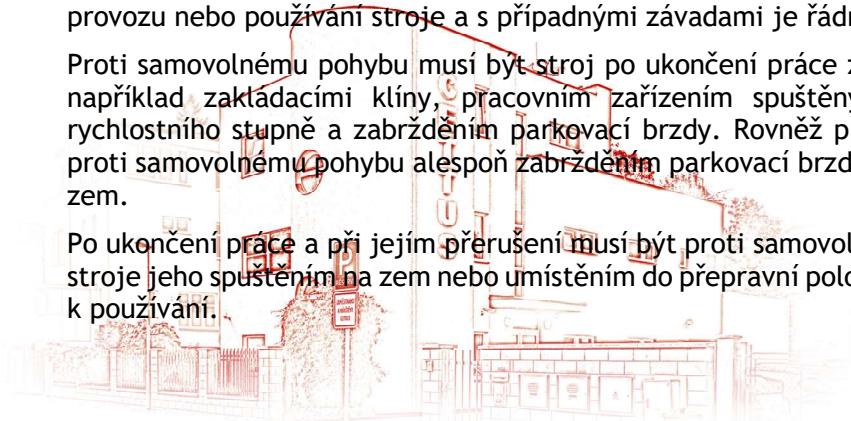 provozu nebo používání stroje a s případnými závadami je řádn
Proti samovolnému pohybu musí být stroj po ukončení práce z
například zakládacími klíny, pracovním zařízením spuštěný
rychlostního stupně a zabržděním parkovací brzdy. Rovněž p
proti samovolnému pohybu alespoň zabržděním parkovací brzd
zem.
Po ukončení práce a při jejím přerušení musí být proti samovol
stroje jeho spuštěním na zem nebo umístěním do přepravní polo
k používání.
P